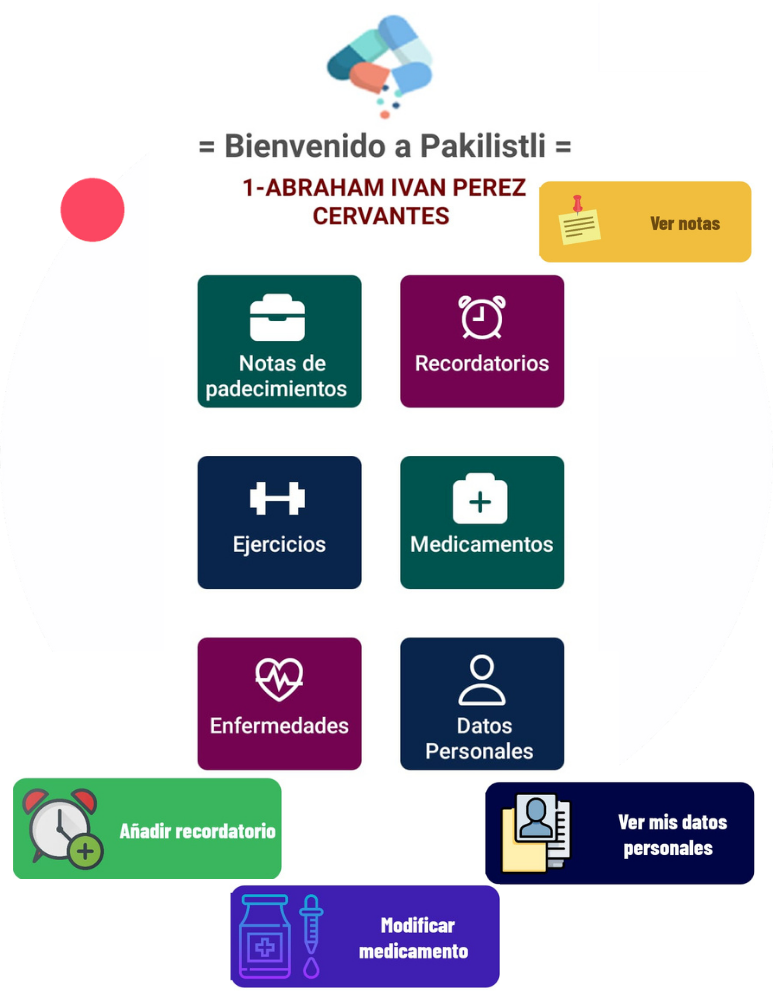 = Bienvenido a Pakilistli =
1-ABRAHAM IVAN PEREZ
CERVANTES
Ver notas
Notas de
padecimientos
Recordatorios
Ejercicios
Medicamentos
Enfermedades
Datos
Personales
Añadir recordatorio
Ver mis datos
personales
Modificar
medicamento